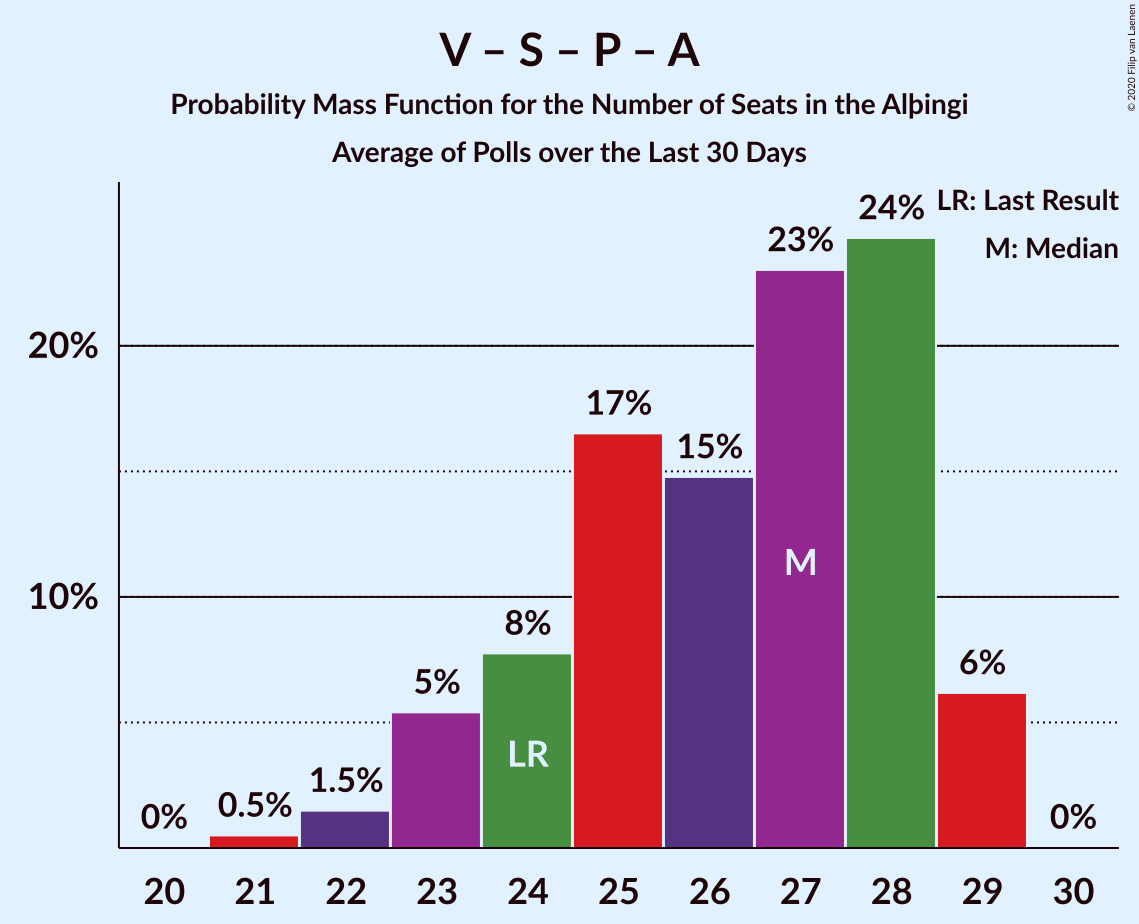 V – S – P – A
Probability Mass Function for the Number of Seats in the Alþingi
Average of Polls over the Last 30 Days
© 2020 Filip van Laenen
LR: Last Result
M: Median
20%
10%
0%
0.5%
1.5%
5%
8%
17%
15%
23%
24%
6%
0%
LR
M
20 21 22 23 24 25 26 27 28 29 30